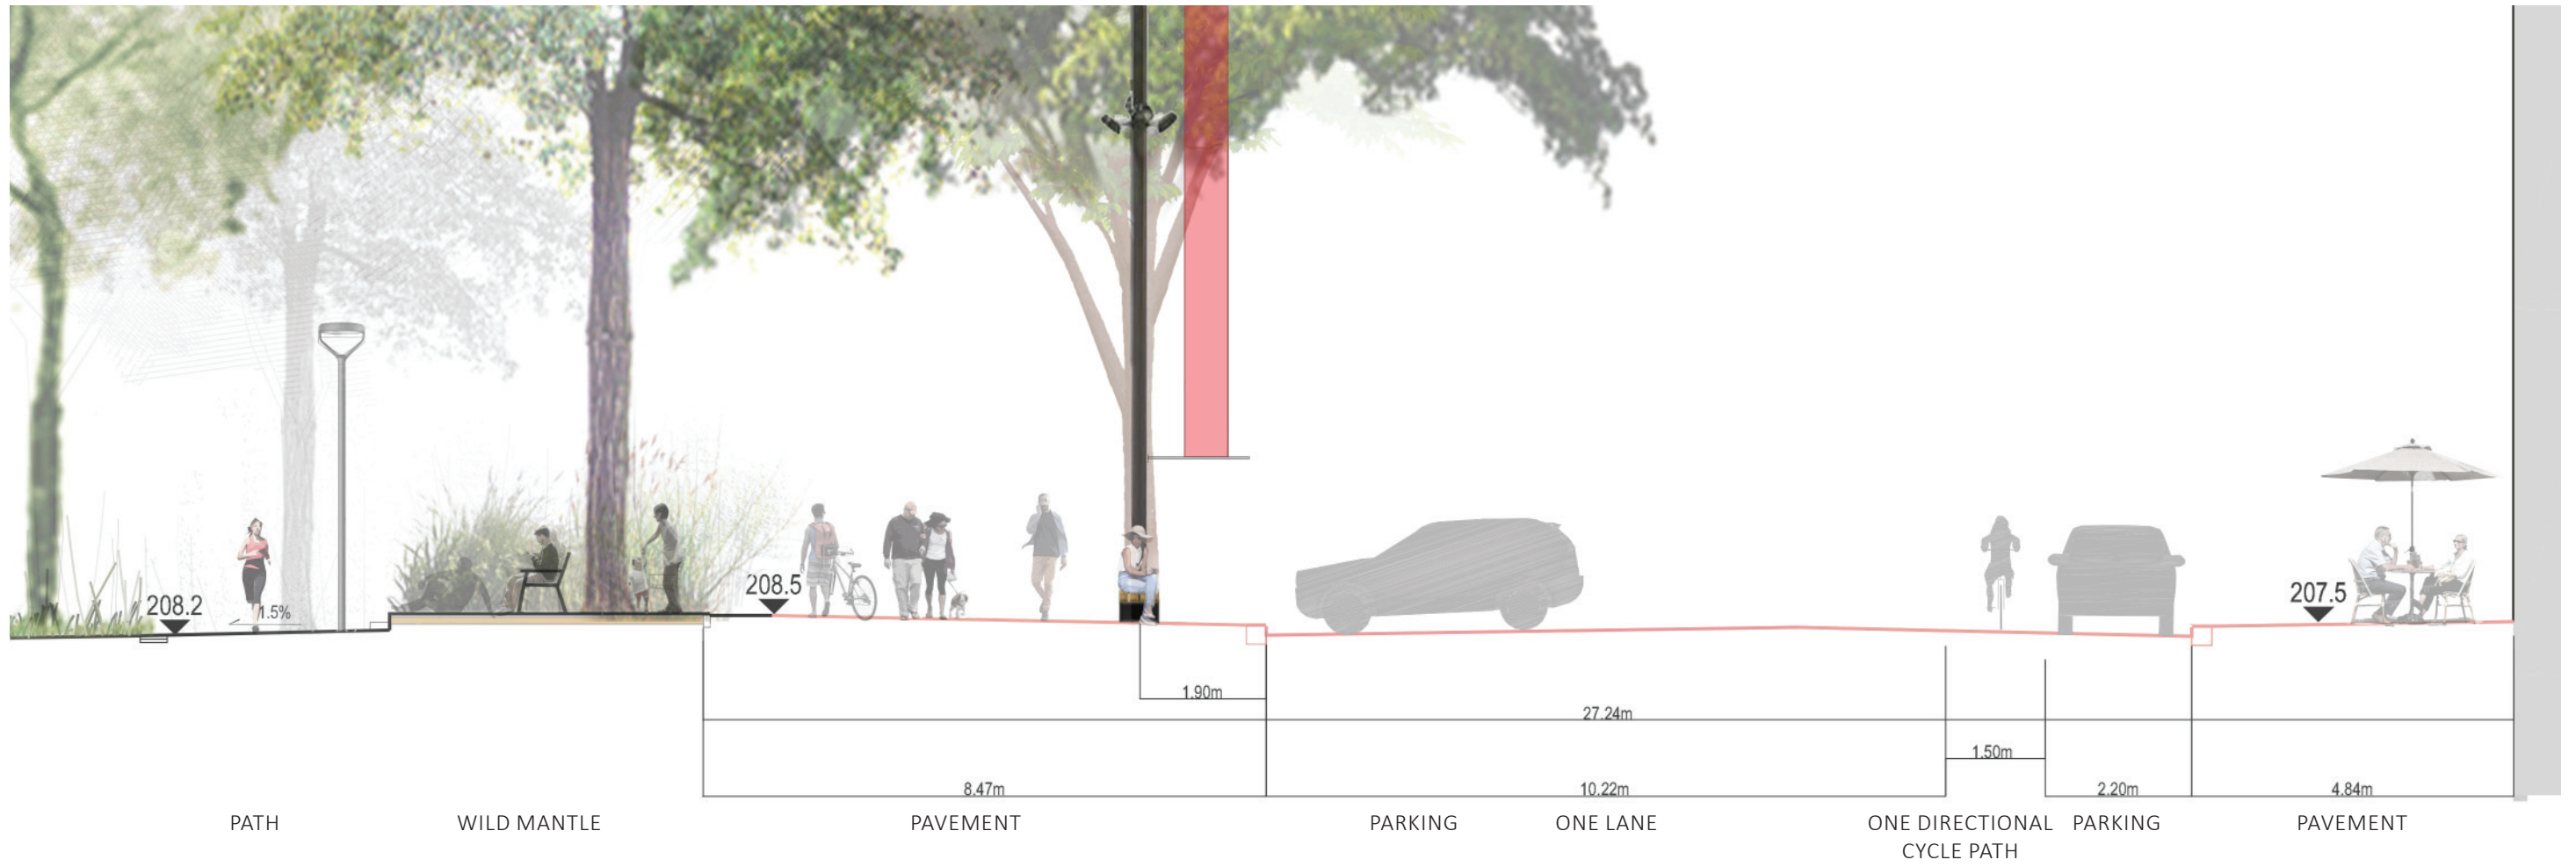 208.2
1.5%
208.5
207.5
1.90m
27.24m
1.50m
8.47m
10.22m
2.20m
4.84m
PATH
WILD MANTLE
PAVEMENT
PARKING
ONE LANE
ONE DIRECTIONAL
CYCLE PATH
PARKING
PAVEMENT